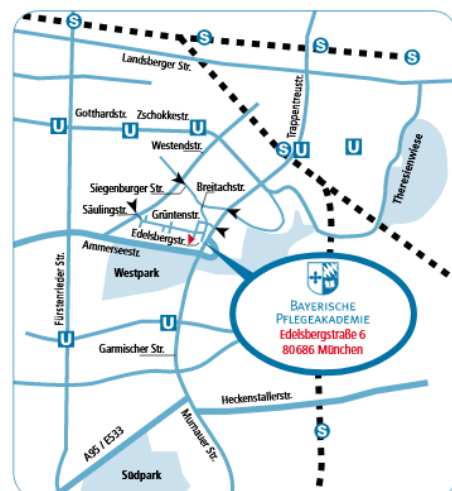 S
S
S
S
Landsberger Str.
Trappentreustr.
Gotthardstr.
Zschokkestr.
U
U
U
Westendstr.
S
U
U
Theresienwiese
Siegenburger Str.
Breitachstr.
Säulingstr.
Grüntenstr.
Edelsbergstr.
Ammerseestr.
Westpark
Fürstenrieder Str.
BAYERISCHE
PFLEGEAKADEMIE
Edelsbergstraße 6
80686 München
U
U
Garmischer Str.
Heckenstallerstr.
Murnauer Str.
S
A95 / E533
Südpark